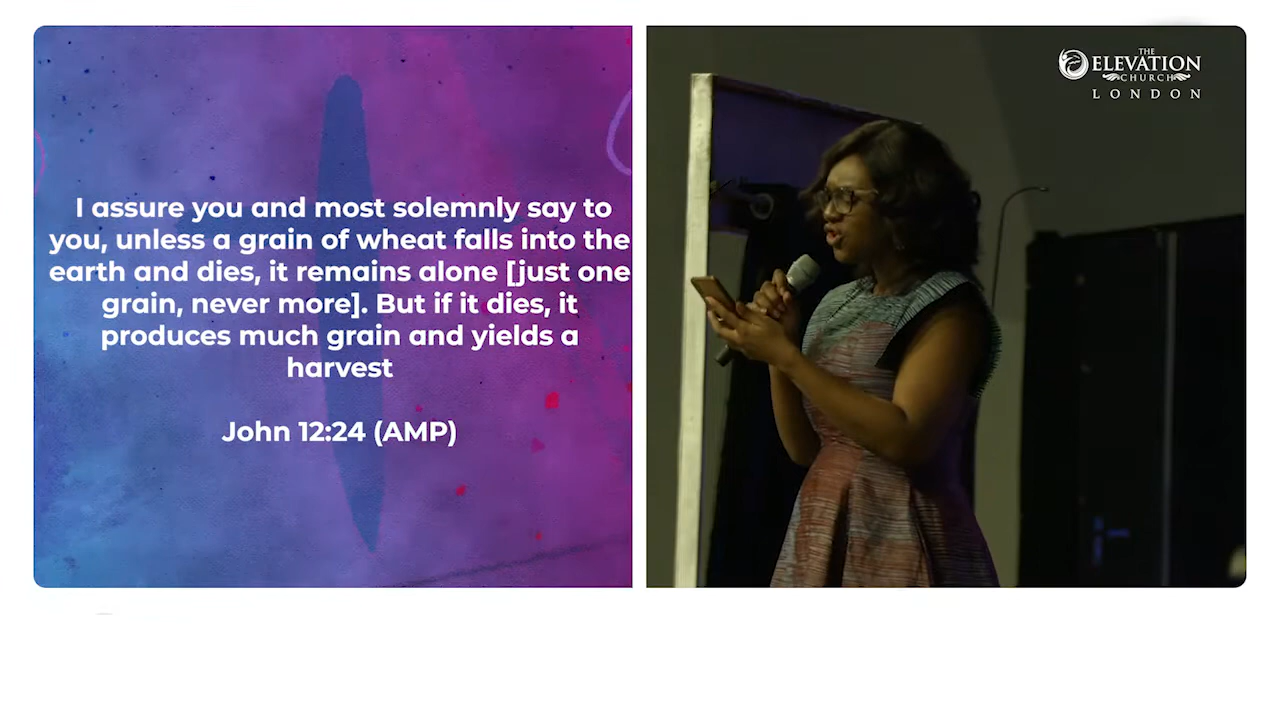 I assure you and most solemnly say to
you, unless a grain of wheat falls into the
earth and dies, it remains alone [just one
grain, never more]. But if it dies, it
produces much grain and yields a
harvest
John 12:24 (AMP)
THE
ELEVATION
CHURCH
LONDON